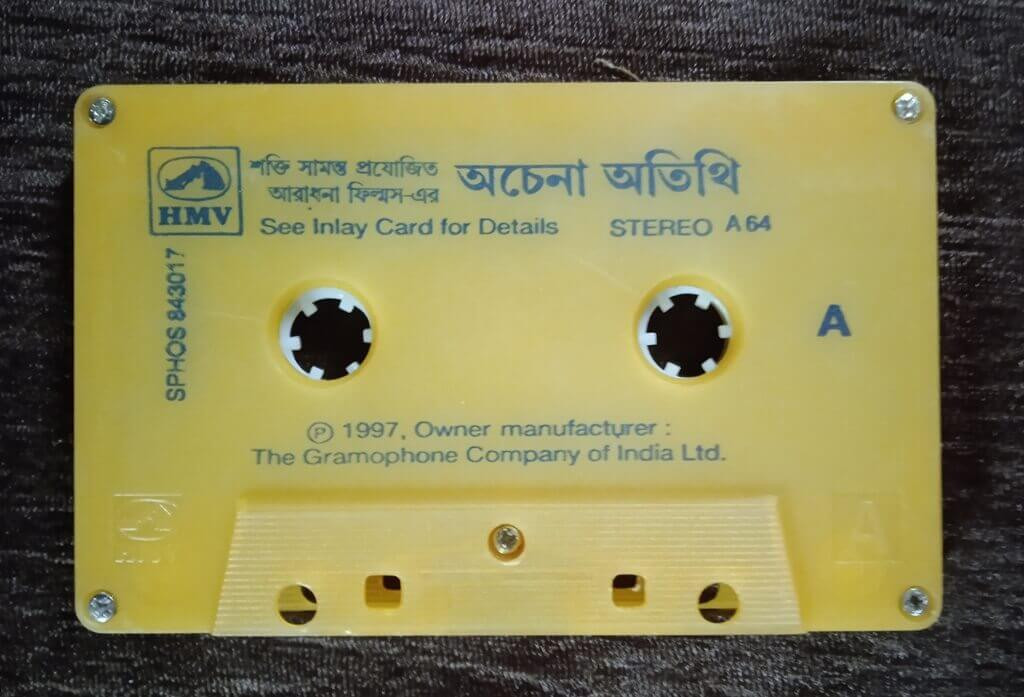 শক্তি সামন্ত প্রযোজিত
আরাধনা ফিল্মস-এর
অচেনা অতিথি
HMV
See Inlay Card for Details
STEREO A 64
SPHOS 843017
A
Ⓟ 1997, Owner manufacturer :
The Gramophone Company of India Ltd.
A